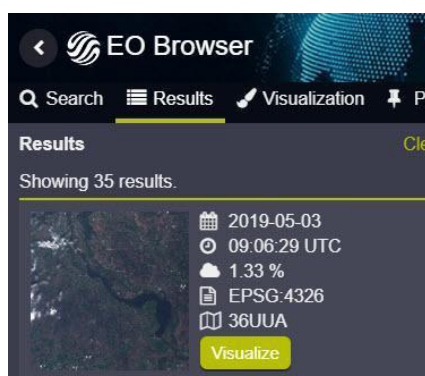 EO Browser
Search Results Visualization P
Results Cle
Showing 35 results.
2019-05-03
09:06:29 UTC
1.33 %
EPSG:4326
36UUA
Visualize